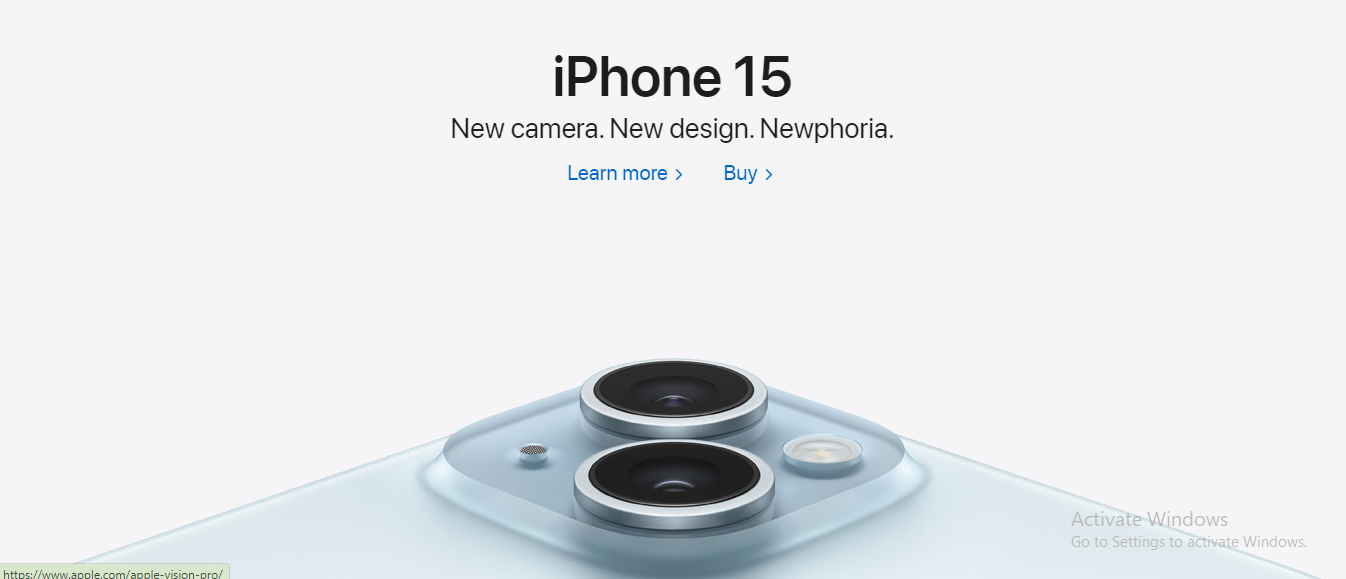 iPhone 15
New camera. New design. Newphoria.
Learn more >
Buy >
Activate Windows
Go to Settings to activate Windows.
https://www.apple.com/apple-vision-pro/